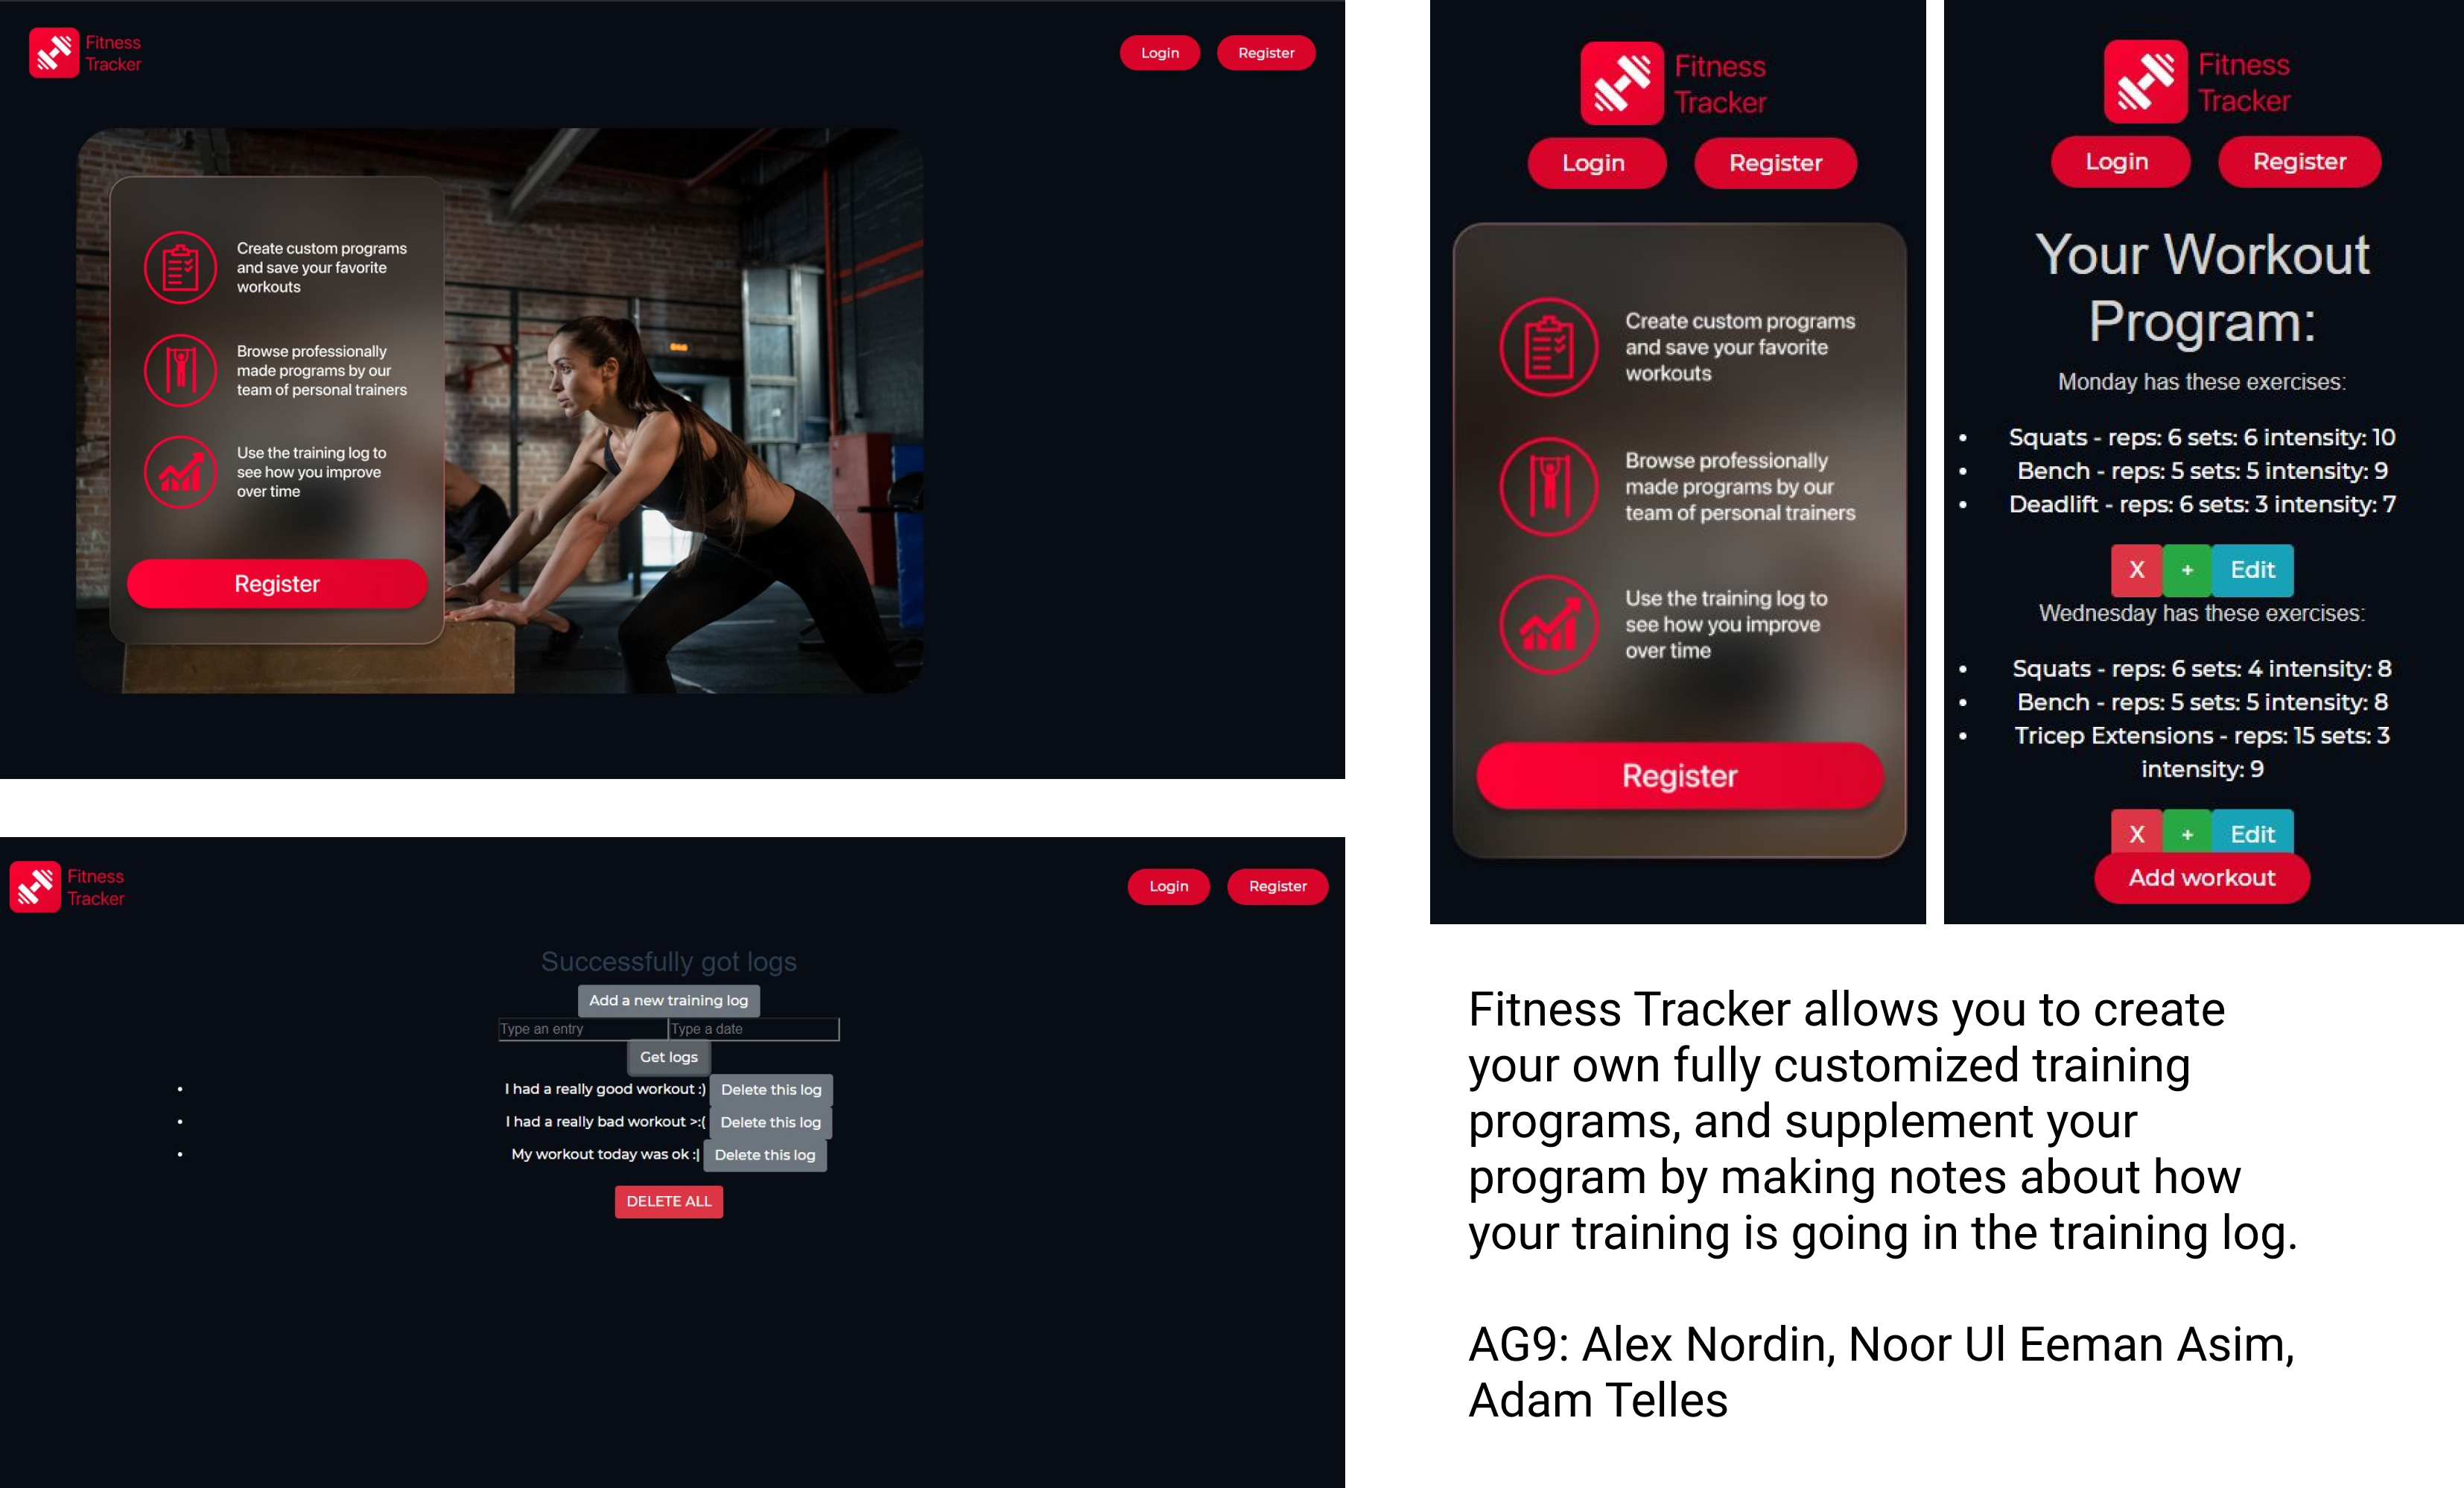 Fitness
Tracker
Login
Register
Create custom programs
and save your favorite
workouts
Browse professionally
made programs by our
team of personal trainers
Use the training log to
see how you improve
over time
Register
Fitness
Tracker
Login
Register
Successfully got logs
Add a new training log
Type an entry
Type a date
Get logs
I had a really good workout :) Delete this log
I had a really bad workout >:( Delete this log
My workout today was ok :| Delete this log
DELETE ALL
Fitness
Tracker
Login
Register
Create custom programs
and save your favorite
workouts
Browse professionally
made programs by our
team of personal trainers
Use the training log to
see how you improve
over time
Register
Fitness
Tracker
Login
Register
Your Workout
Program:
Monday has these exercises:
• Squats - reps: 6 sets: 6 intensity: 10
• Bench - reps: 5 sets: 5 intensity: 9
• Deadlift - reps: 6 sets: 3 intensity: 7
X + Edit
Wednesday has these exercises:
• Squats - reps: 6 sets: 4 intensity: 8
• Bench - reps: 5 sets: 5 intensity: 8
• Tricep Extensions - reps: 15 sets: 3
intensity: 9
X + Edit
Add workout
Fitness Tracker allows you to create
your own fully customized training
programs, and supplement your
program by making notes about how
your training is going in the training log.
AG9: Alex Nordin, Noor Ul Eeman Asim,
Adam Telles